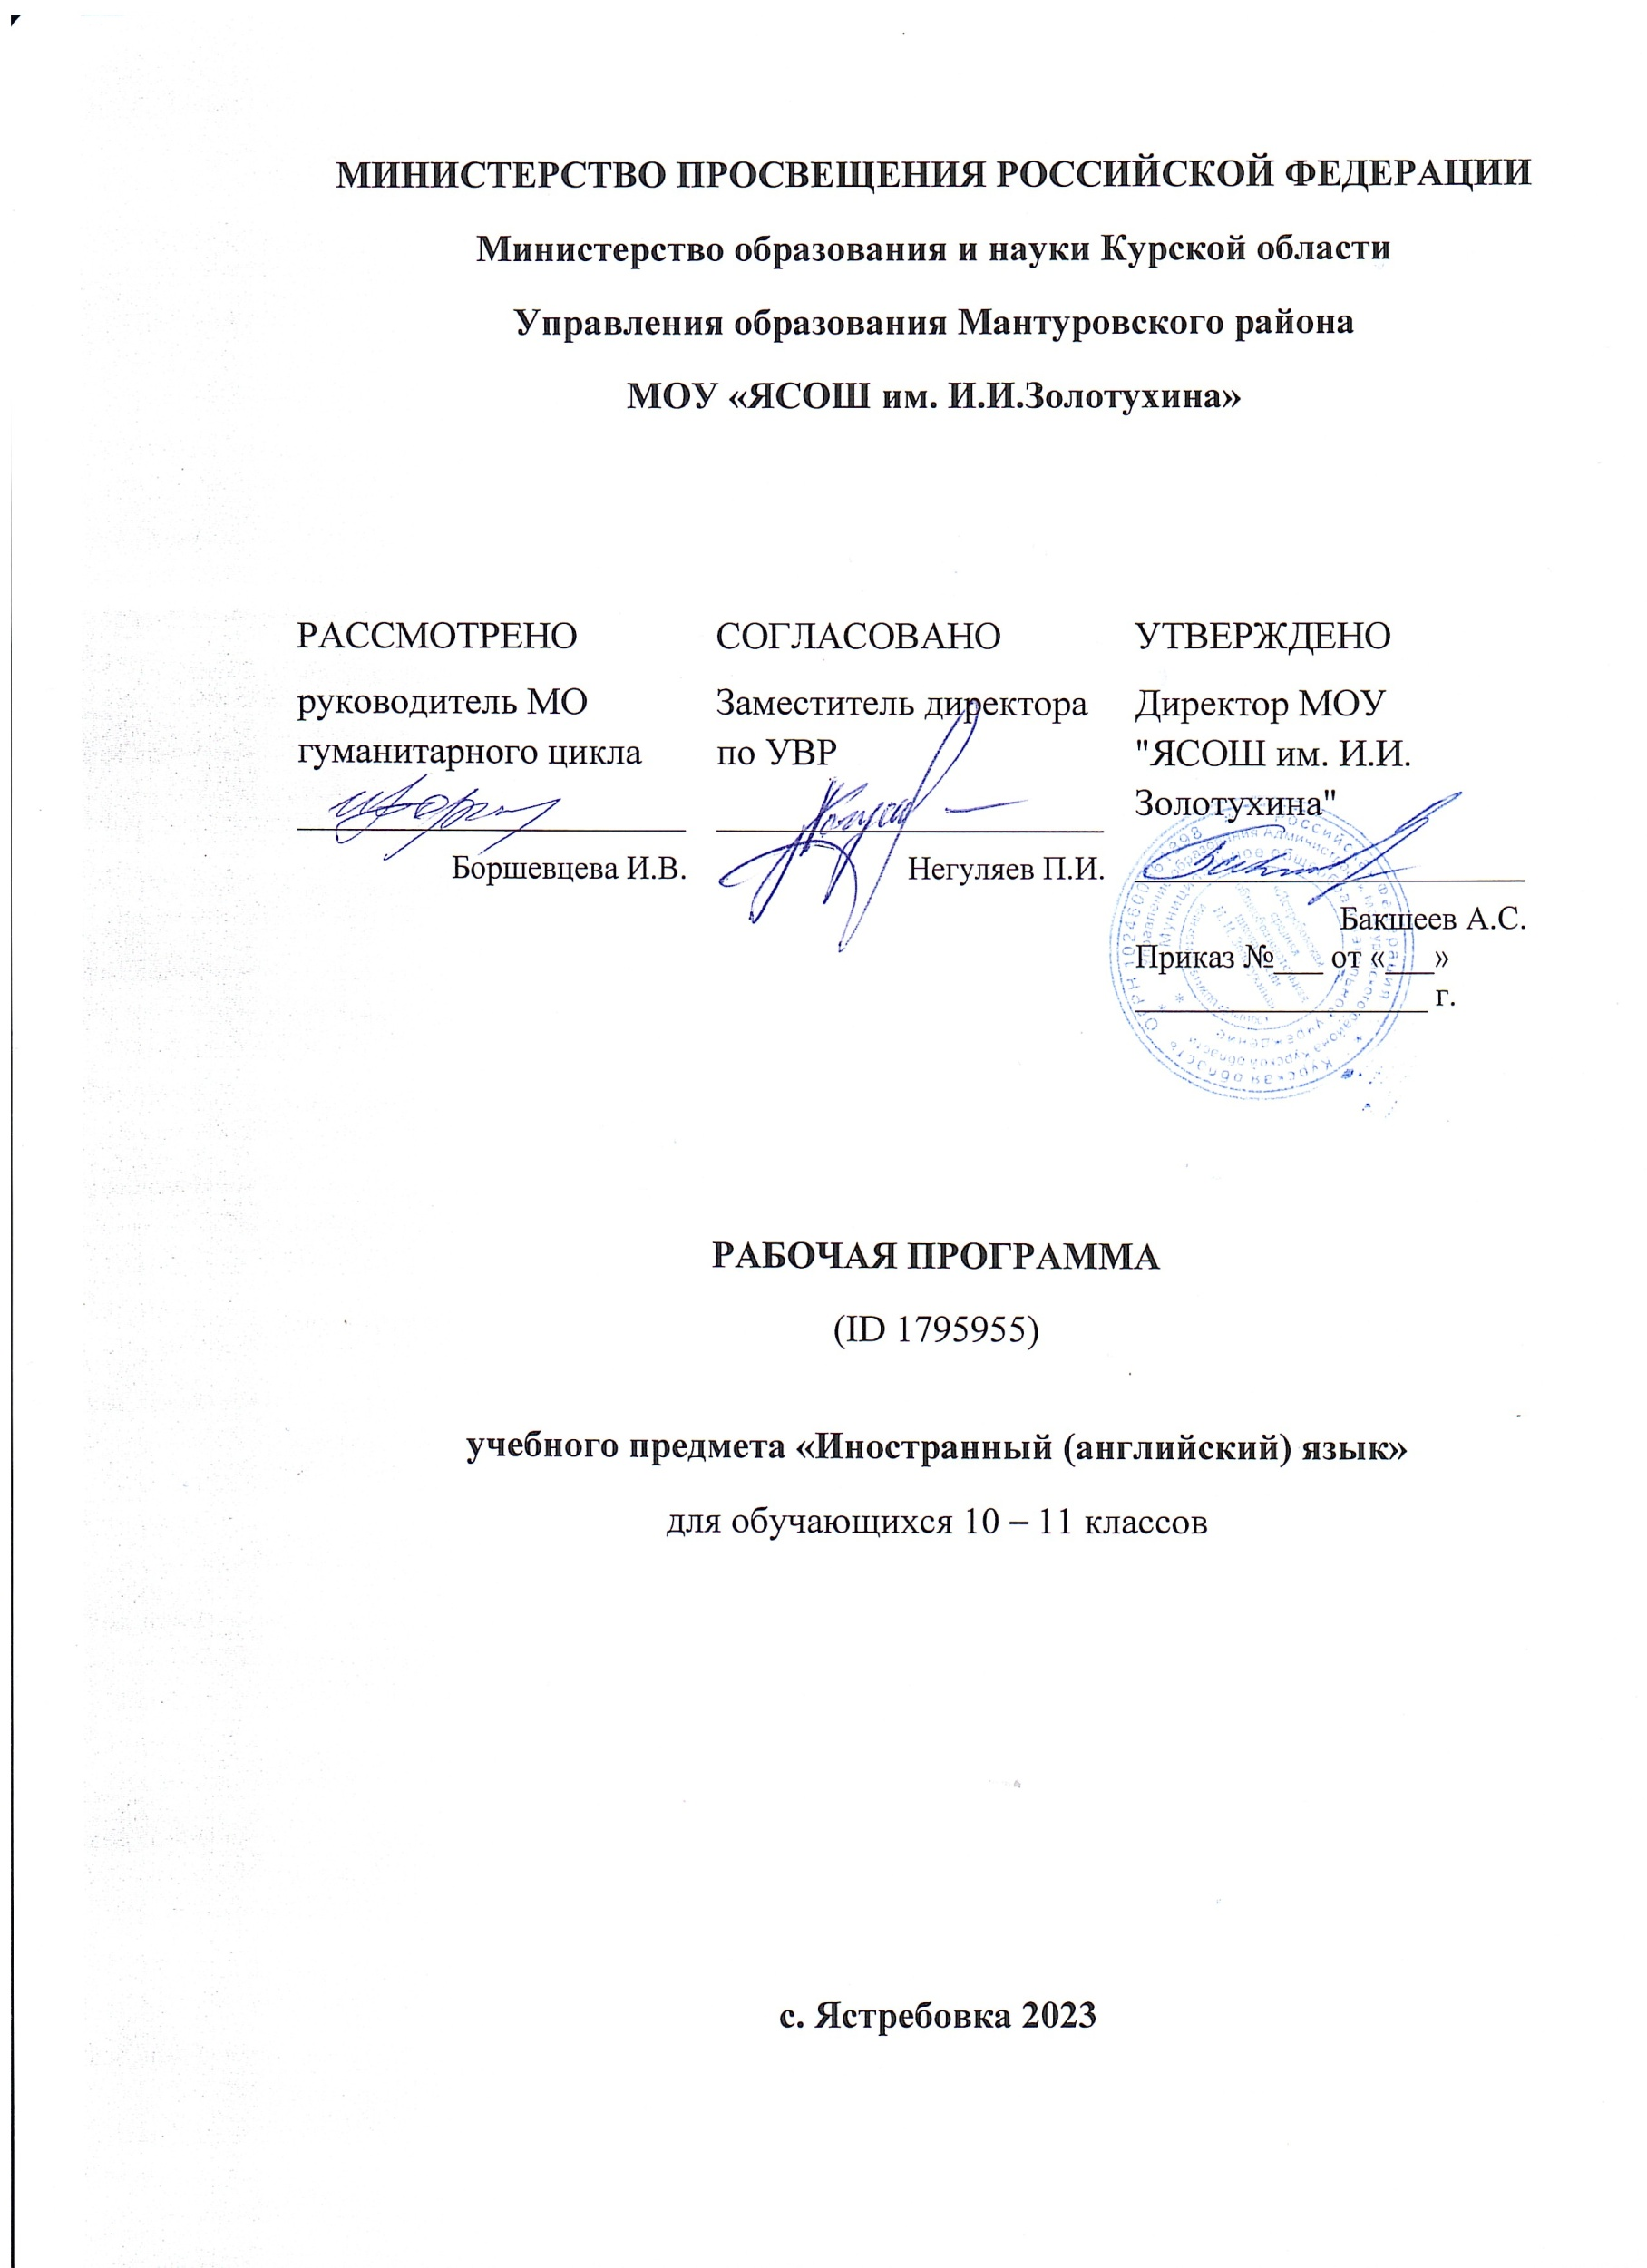 МИНИСТЕРСТВО ПРОСВЕЩЕНИЯ РОССИЙСКОЙ ФЕДЕРАЦИИ
Министерство образования и науки Курской области
Управления образования Мантуровского района
МОУ «ЯСОШ им. И.И.Золотухина»
РАССМОТРЕНО
руководитель МО
гуманитарного цикла
Боршевцева И.В.
СОГЛАСОВАНО
Заместитель директора
по УВР
Негуляев П.И.
УТВЕРЖДЕНО
Директор МОУ
"ЯСОШ им. И.И.
Золотухина"
Бакшеев А.С.
Приказ №___ от «___»
__________________ г.
РАБОЧАЯ ПРОГРАММА
(ID 1795955)
учебного предмета «Иностранный (английский) язык»
для обучающихся 10 – 11 классов
с. Ястребовка 2023